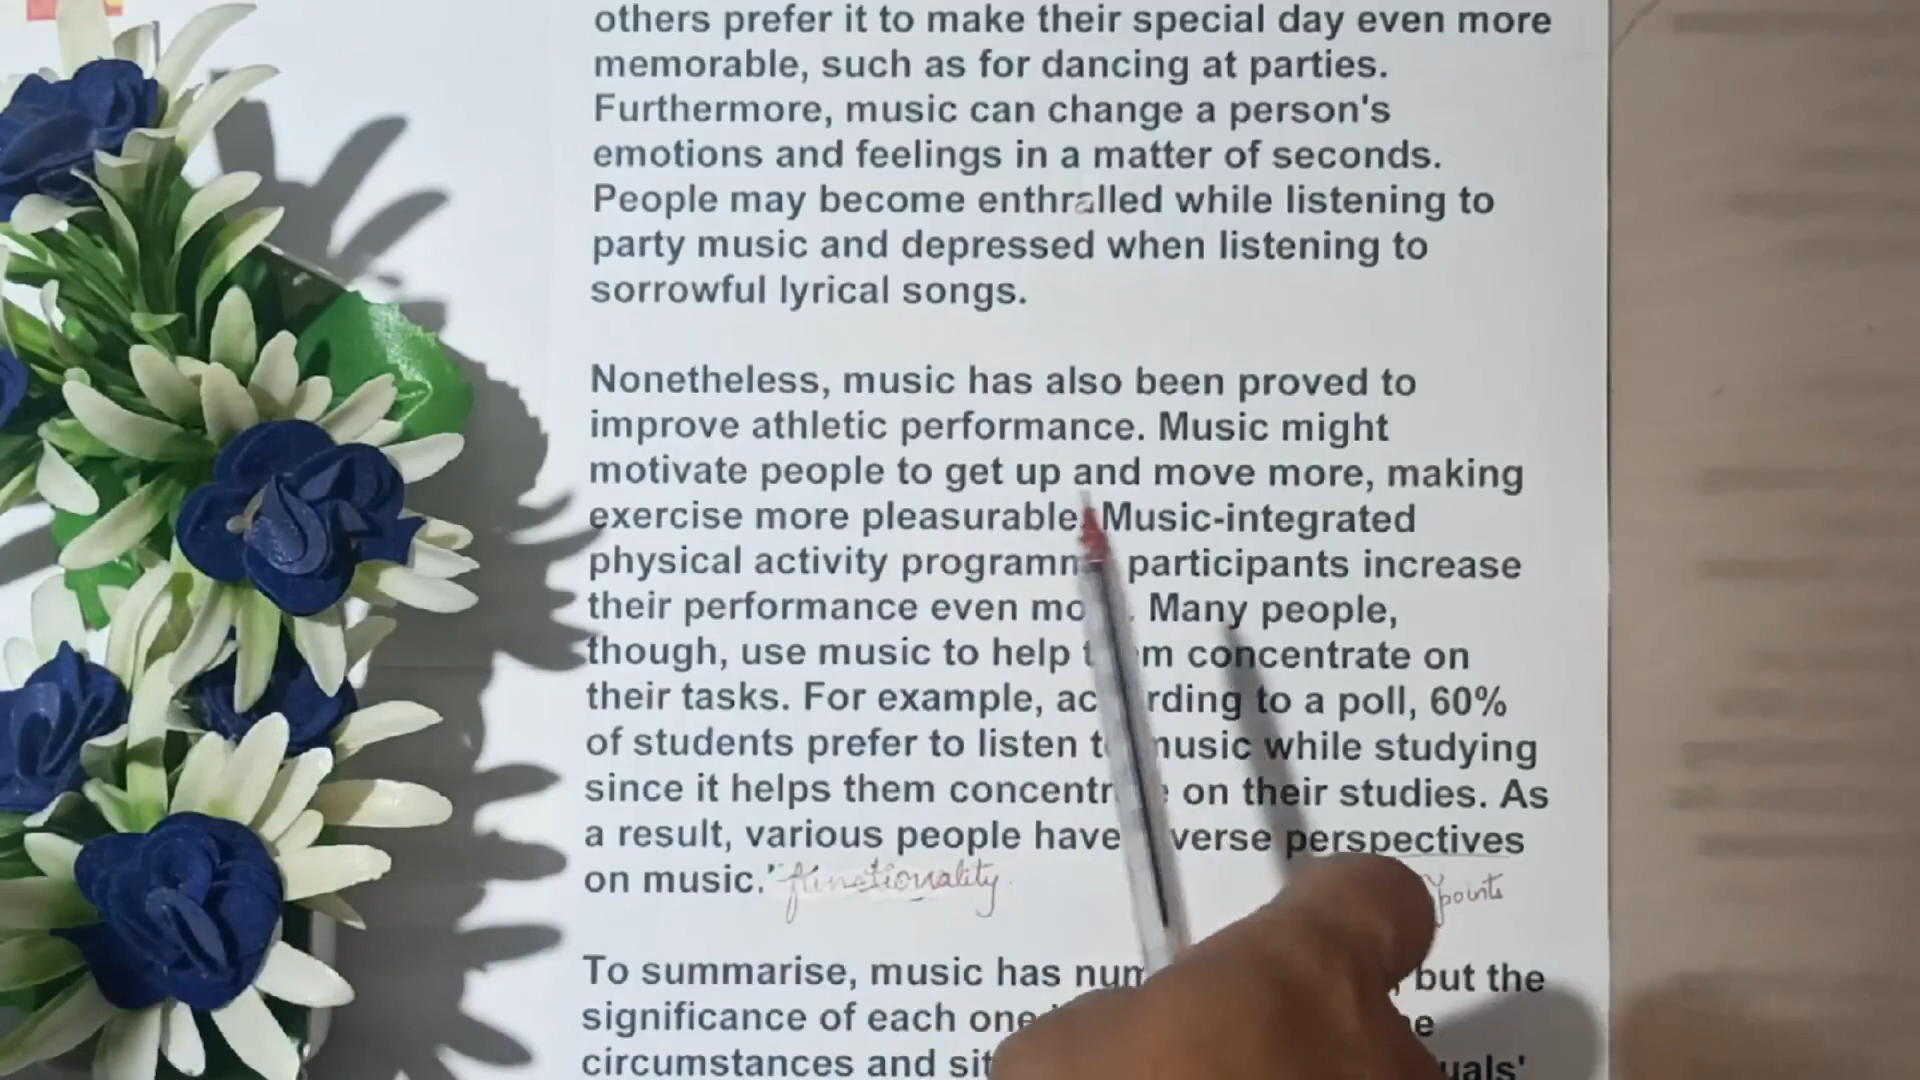 others prefer it to make their special day even more
memorable, such as for dancing at parties.
Furthermore, music can change a person's
emotions and feelings in a matter of seconds.
People may become enthralled while listening to
party music and depressed when listening to
sorrowful lyrical songs.
Nonetheless, music has also been proved to
improve athletic performance. Music might
motivate people to get up and move more, making
exercise more pleasurable. Music-integrated
physical activity participants increase
their performance even Many people,
though, use music to help concentrate on
their tasks. For example, to a poll, 60%
of students prefer to listen music while studying
since it helps them on their studies. As
a result, various people have perspectives
on music. functionality
points
To summarise, music has but the
significance of each one
circumstances and